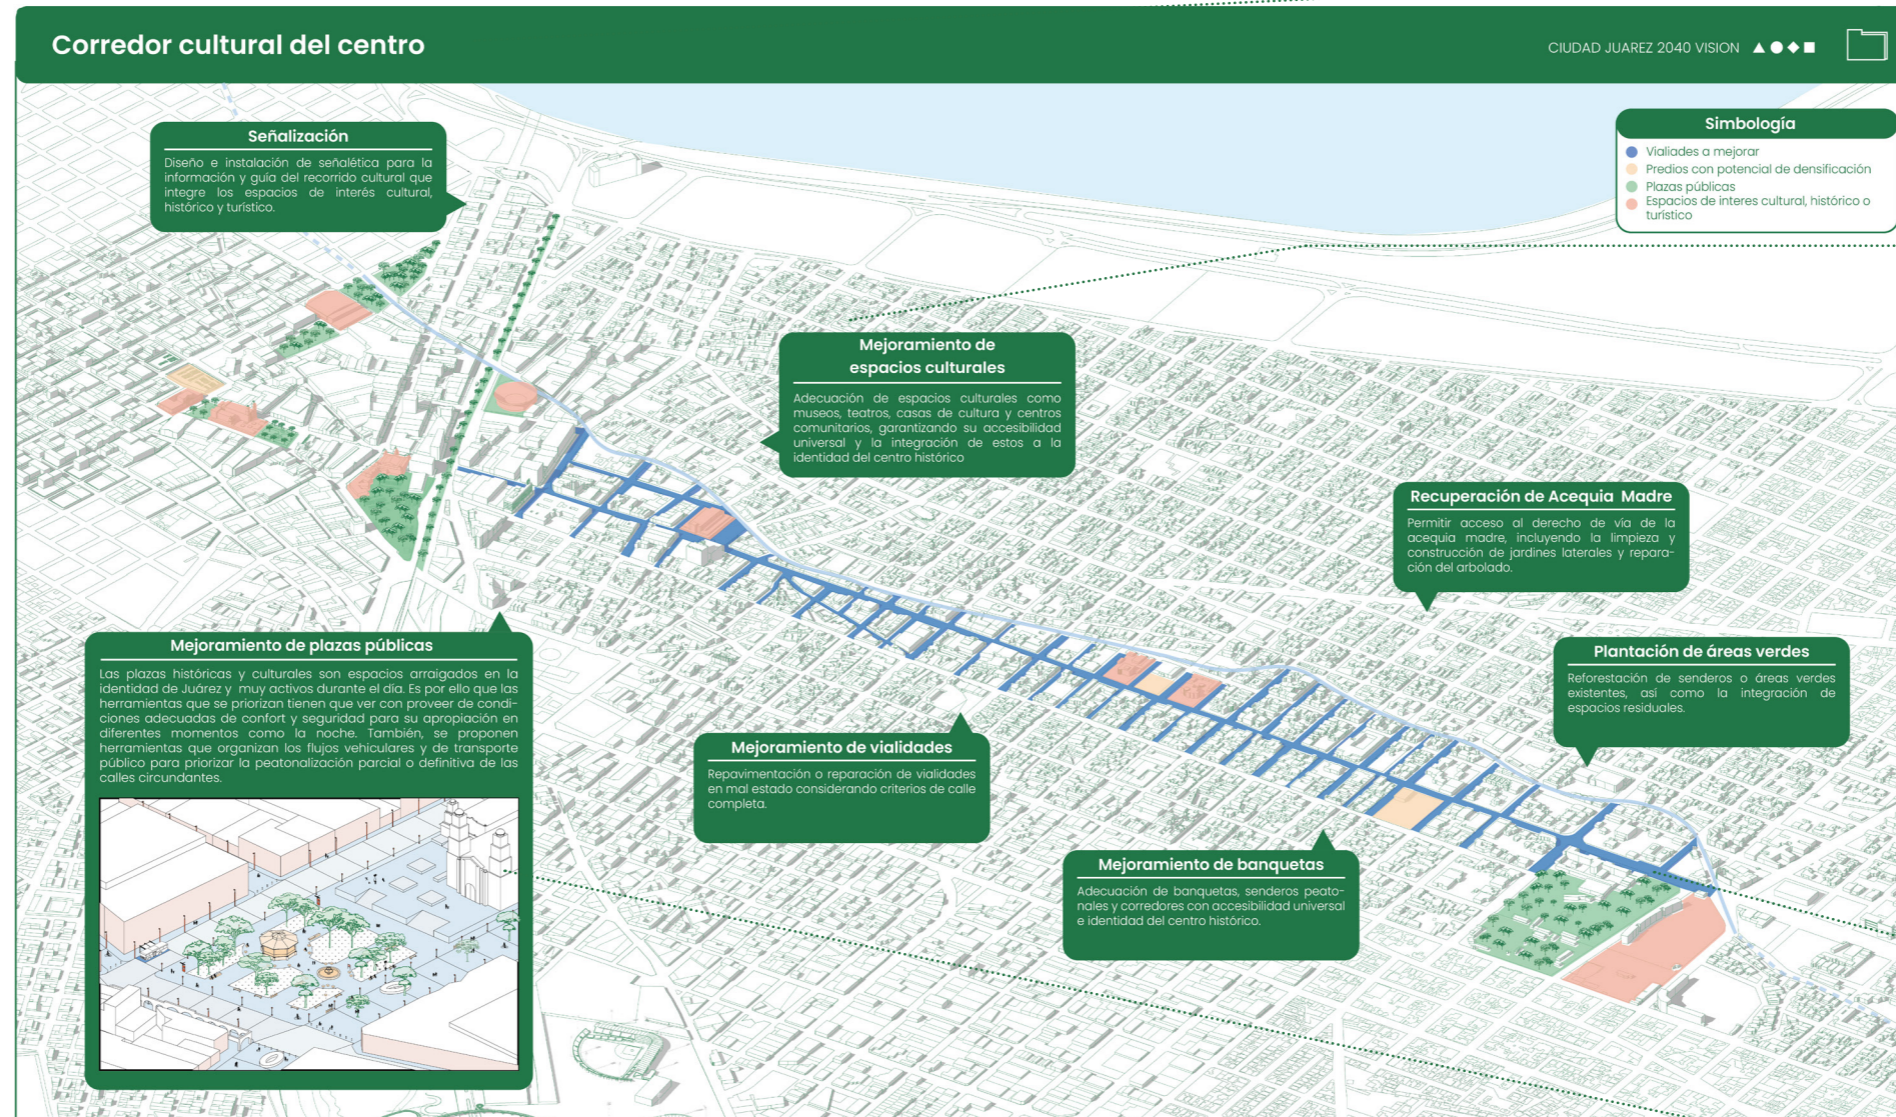 Corredor cultural del centro
CIUDAD JUAREZ 2040 VISION
Señalización
Diseño e instalación de señalética para la
información y guía del recorrido cultural que
integre los espacios de interés cultural,
histórico y turístico.
Simbología
Vialiades a mejorar
Predios con potencial de densificación
Plazas públicas
Espacios de interes cultural, histórico o
turístico
Mejoramiento de
espacios culturales
Adecuación de espacios culturales como
museos, teatros, casas de cultura y centros
comunitarios, garantizando su accesibilidad
universal y la integración de estos a la
identidad del centro histórico
Recuperación de Acequia Madre
Permitir acceso al derecho de vía de la
acequia madre, incluyendo la limpieza y
construcción de jardines laterales y repara-
ción del arbolado.
Mejoramiento de plazas públicas
Las plazas históricas y culturales son espacios arraigados en la
identidad de Juárez y muy activos durante el día. Es por ello que las
herramientas que se priorizan tienen que ver con proveer de condi-
ciones adecuadas de confort y seguridad para su apropiación en
diferentes momentos como la noche. También, se proponen
herramientas que organizan los flujos vehiculares y de transporte
público para priorizar la peatonalización parcial o definitiva de las
calles circundantes.
Plantación de áreas verdes
Reforestación de senderos o áreas verdes
existentes, así como la integración de
espacios residuales.
Mejoramiento de vialidades
Repavimentación o reparación de vialidades
en mal estado considerando criterios de calle
completa.
Mejoramiento de banquetas
Adecuación de banquetas, senderos peato-
nales y corredores con accesibilidad universal
e identidad del centro histórico.